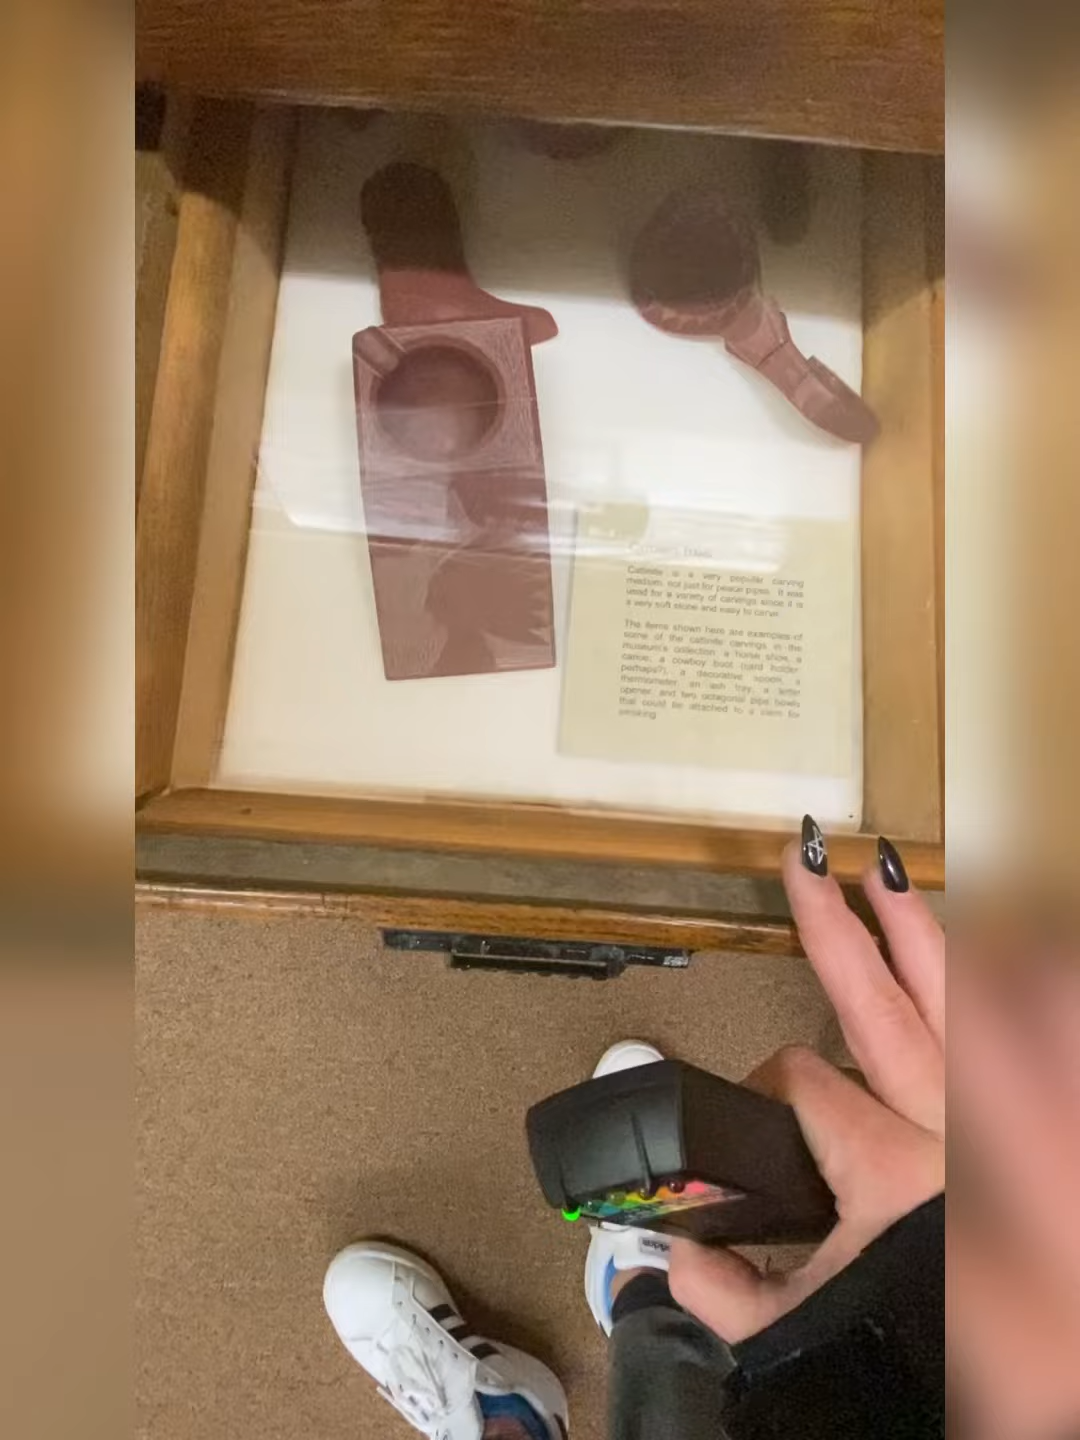 Catlinite Items
Catlinite is a very popular carving
medium, not just for peace pipes. It was
used for a variety of carvings since it is
a very soft stone and easy to carve.
The items shown here are examples of
some of the catlinite carvings in the
museum's collection: a horse shoe, a
canoe, a cowboy boot (card holder
perhaps?), a decorative spoon, a
thermometer, an ash tray, a letter
opener, and two octagonal pipe bowls
that could be attached to a stem for
smoking.
adidas